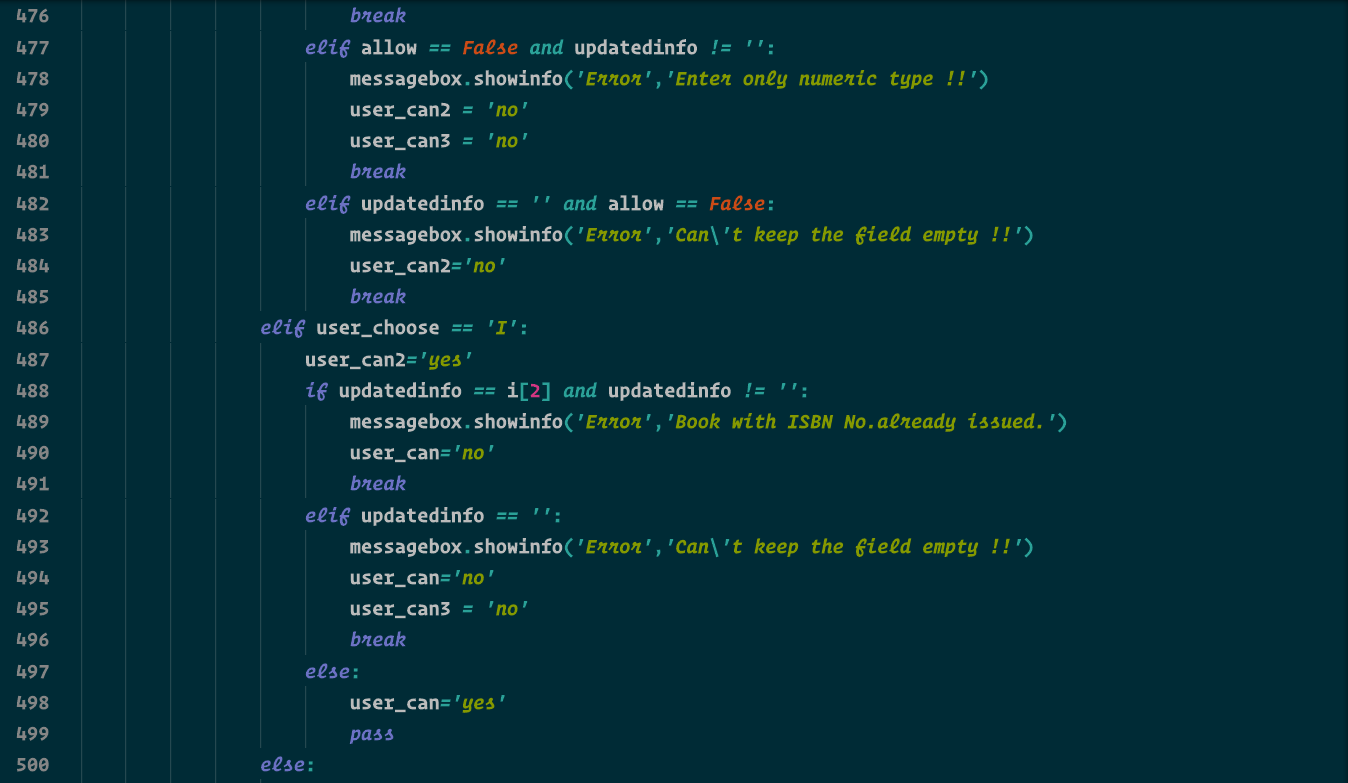 476 break
477 elif allow == False and updatedinfo != '':
478 messagebox.showinfo('Error','Enter only numeric type !!')
479 user_can2 = 'no'
480 user_can3 = 'no'
481 break
482 elif updatedinfo == '' and allow == False:
483 messagebox.showinfo('Error','Can\'t keep the field empty !!')
484 user_can2='no'
485 break
486 elif user_choose == 'I':
487 user_can2='yes'
488 if updatedinfo == i[2] and updatedinfo != '':
489 messagebox.showinfo('Error','Book with ISBN No.already issued.')
490 user_can='no'
491 break
492 elif updatedinfo == '':
493 messagebox.showinfo('Error','Can\'t keep the field empty !!')
494 user_can='no'
495 user_can3 = 'no'
496 break
497 else:
498 user_can='yes'
499 pass
500 else: